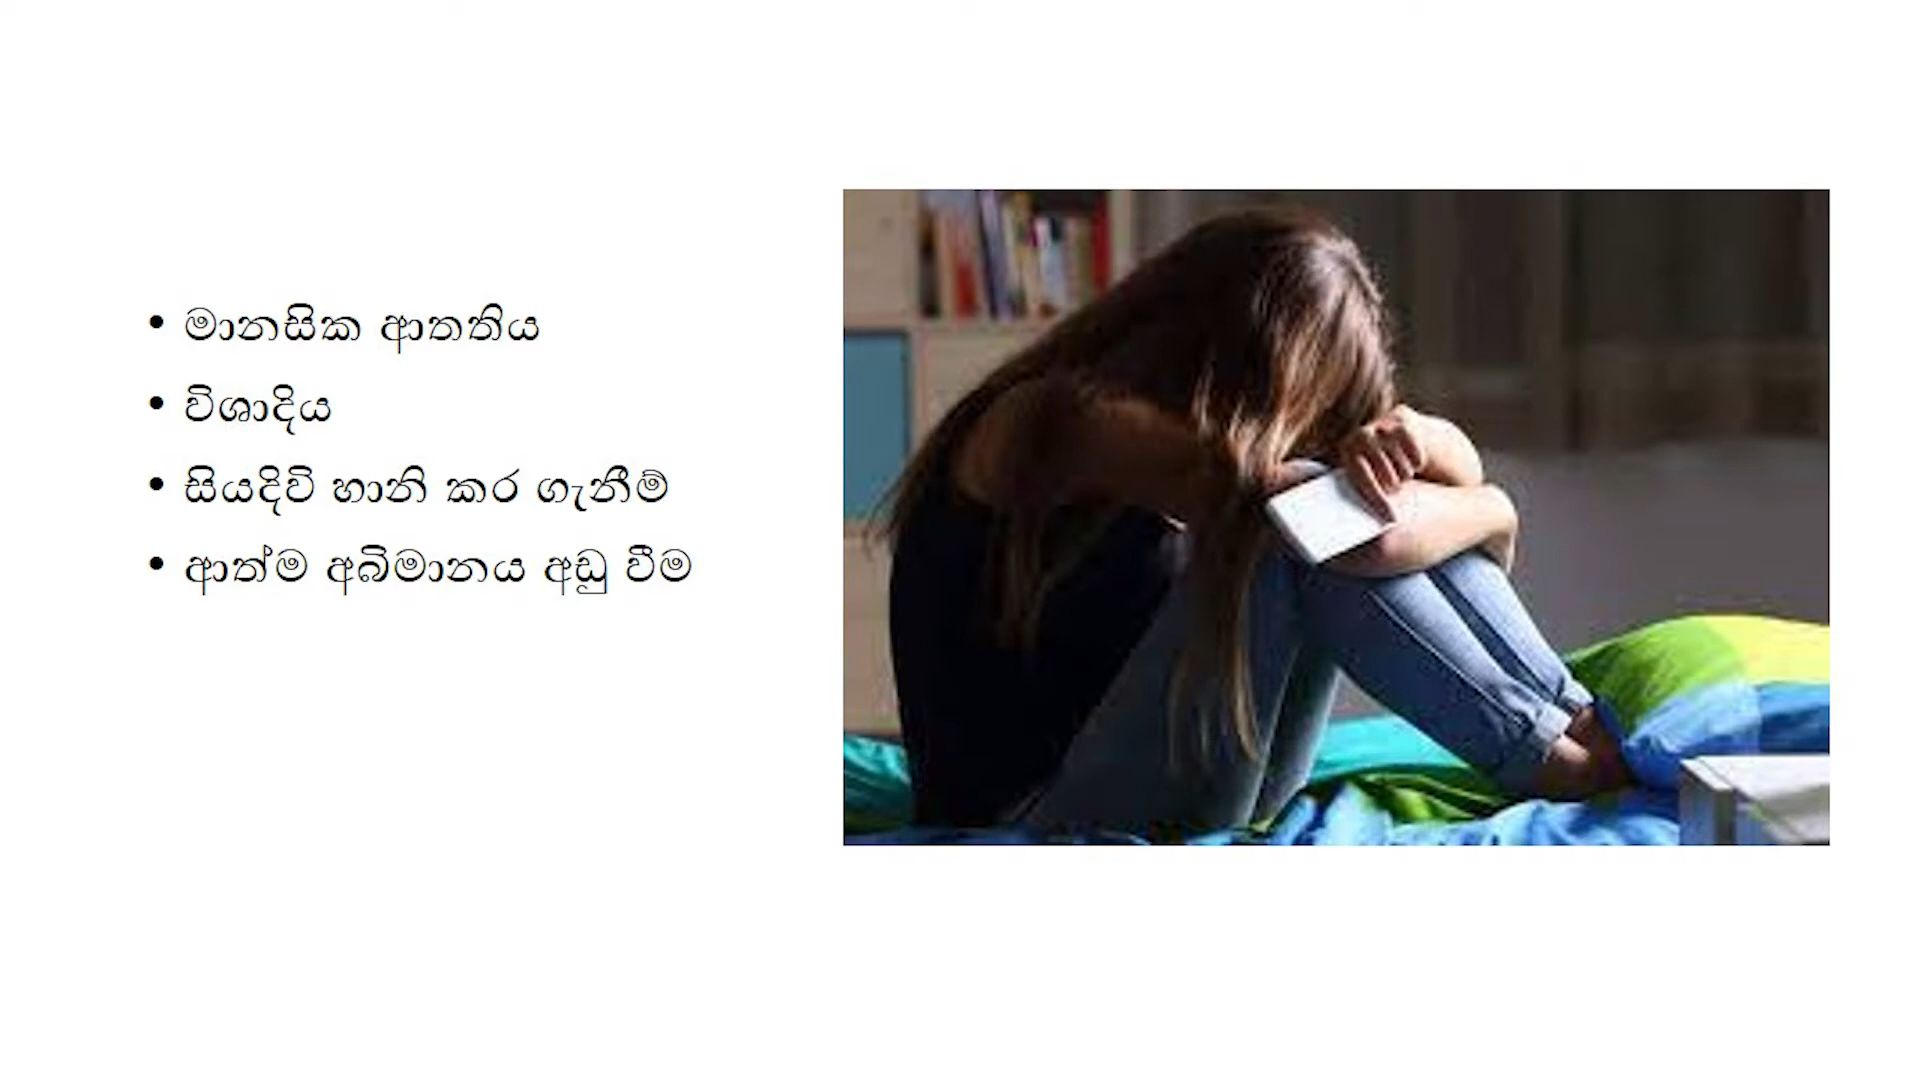 • මානසික ආතතිය
• විශාදිය
• සියදිවි හානි කර ගැනීම්
• ආත්ම අබිමානය අඩු වීම